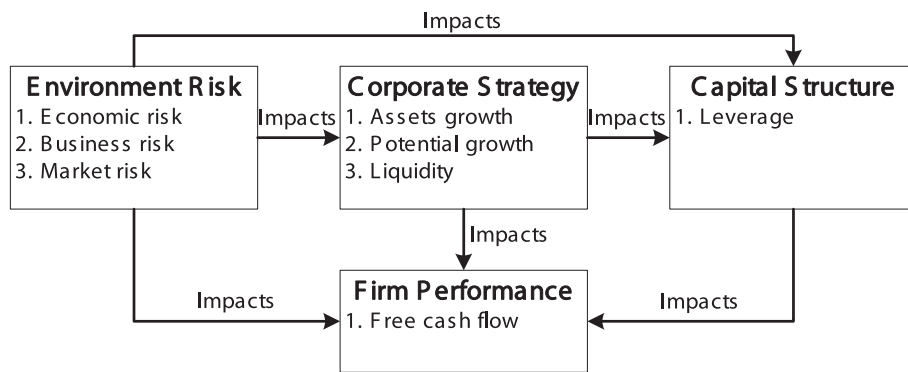 Impacts
Environment Risk
1. Economic risk
2. Business risk
3. Market risk
Impacts
Corporate Strategy
1. Assets growth
2. Potential growth
3. Liquidity
Impacts
Capital Structure
1. Leverage
Impacts
Impacts
Firm Performance
1. Free cash flow
Impacts